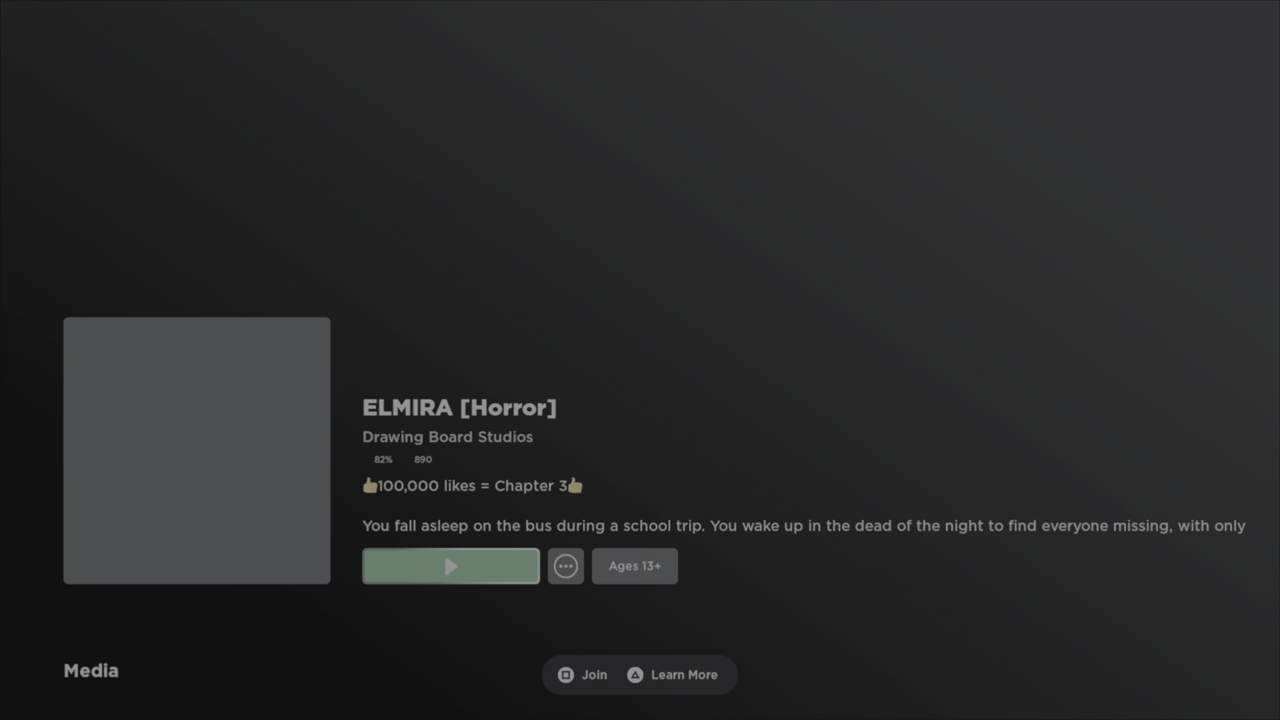 ELMIRA [Horror]
Drawing Board Studios
82% 890
👍100,000 likes = Chapter 3👍
You fall asleep on the bus during a school trip. You wake up in the dead of the night to find everyone missing, with only
Ages 13+
Media
Join Learn More